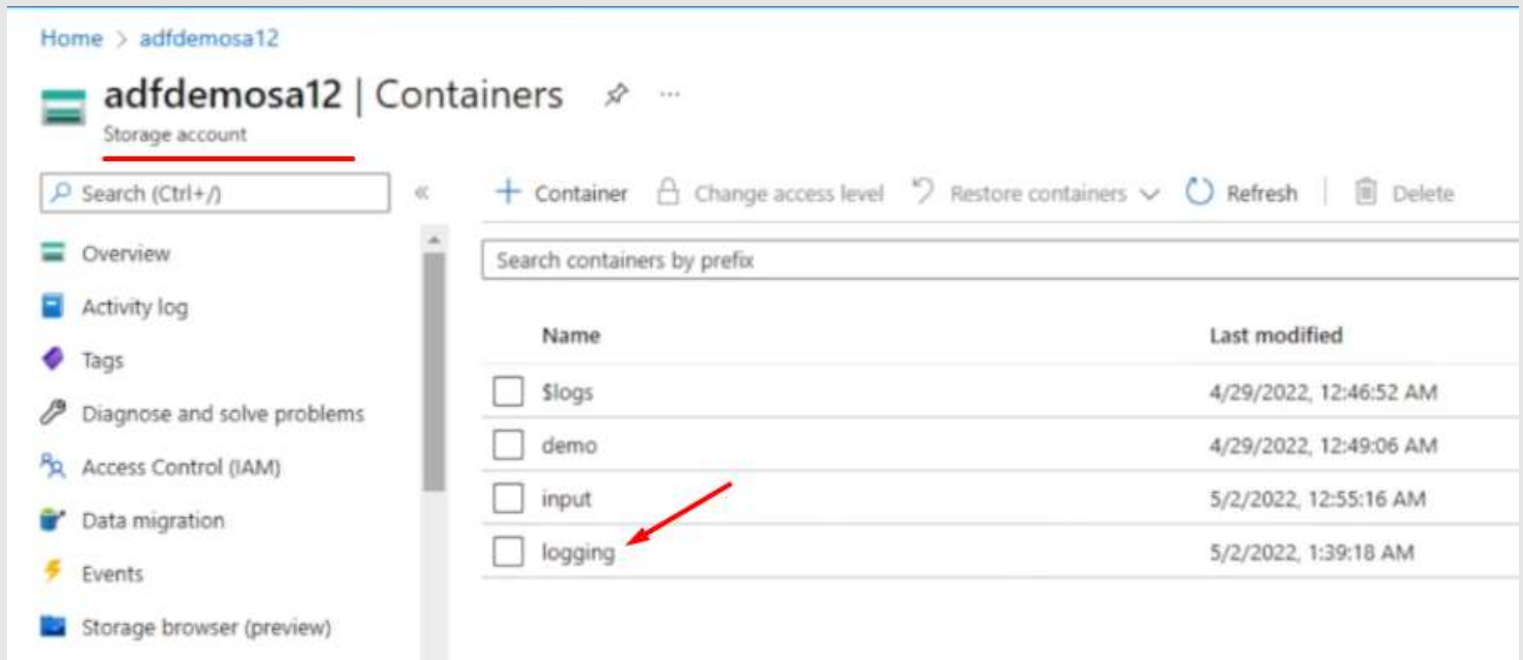 Home > adfdemosa12
adfdemosa12 | Containers ...
Storage account
Search (Ctrl+/) «
+ Container Change access level Restore containers Refresh | Delete
Overview
Activity log
Tags
Diagnose and solve problems
Access Control (IAM)
Data migration
Events
Storage browser (preview)
Search containers by prefix
Name Last modified
$logs 4/29/2022, 12:46:52 AM
demo 4/29/2022, 12:49:06 AM
input 5/2/2022, 12:55:16 AM
logging 5/2/2022, 1:39:18 AM